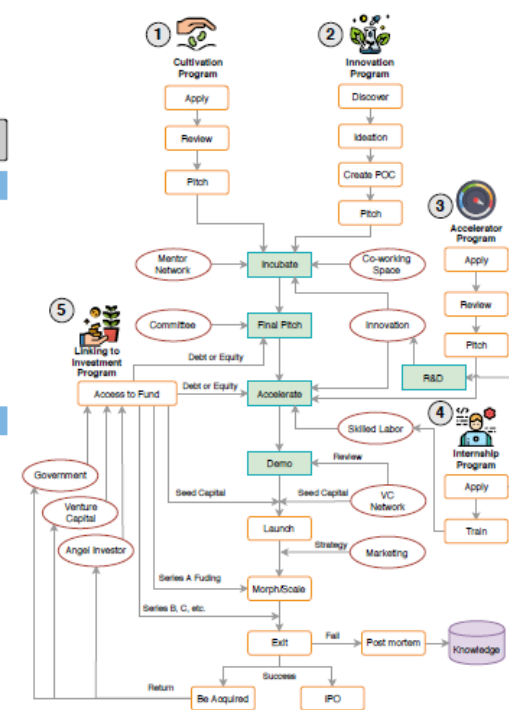 1
Cultivation
Program
Apply
Review
Pitch
2
Innovation
Program
Discover
Ideation
Create POC
Pitch
3
Accelerator
Program
Apply
Review
Pitch
Mentor
Network
Incubate
Co-working
Space
5
Linking to
Investment
Program
Committee
Final Pitch
Innovation
R&D
Debt or Equity
Access to Fund
Debt or Equity
Accelerate
4
Internship
Program
Apply
Train
Skilled Labor
Demo
Review
Government
Venture
Capital
Angel Investor
Seed Capital
Seed Capital
VC
Network
Launch
Strategy
Marketing
Series A Fuding
Morph/Scale
Series B, C, etc.
Exit
Fail
Post mortem
Knowledge
Success
Return
Be Acquired
IPO